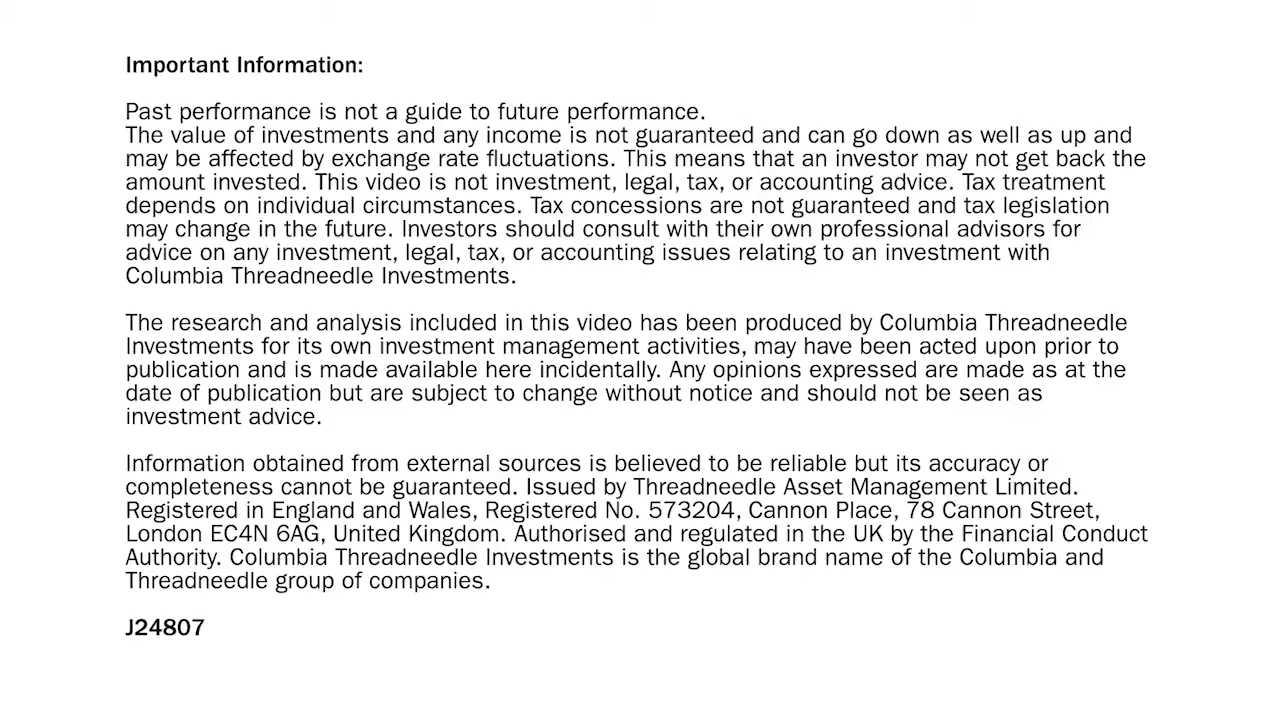 Important Information:
Past performance is not a guide to future performance.
The value of investments and any income is not guaranteed and can go down as well as up and
may be affected by exchange rate fluctuations. This means that an investor may not get back the
amount invested. This video is not investment, legal, tax, or accounting advice. Tax treatment
depends on individual circumstances. Tax concessions are not guaranteed and tax legislation
may change in the future. Investors should consult with their own professional advisors for
advice on any investment, legal, tax, or accounting issues relating to an investment with
Columbia Threadneedle Investments.
The research and analysis included in this video has been produced by Columbia Threadneedle
Investments for its own investment management activities, may have been acted upon prior to
publication and is made available here incidentally. Any opinions expressed are made as at the
date of publication but are subject to change without notice and should not be seen as
investment advice.
Information obtained from external sources is believed to be reliable but its accuracy or
completeness cannot be guaranteed. Issued by Threadneedle Asset Management Limited.
Registered in England and Wales, Registered No. 573204, Cannon Place, 78 Cannon Street,
London EC4N 6AG, United Kingdom. Authorised and regulated in the UK by the Financial Conduct
Authority. Columbia Threadneedle Investments is the global brand name of the Columbia and
Threadneedle group of companies.
J24807